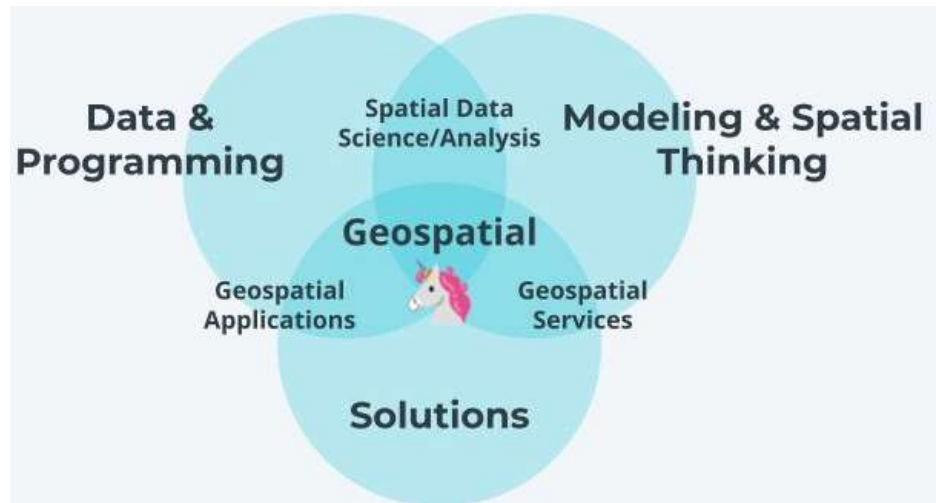 Data &
Programming
Spatial Data
Science/Analysis
Modeling & Spatial
Thinking
Geospatial
Geospatial
Applications
Geospatial
Services
Solutions